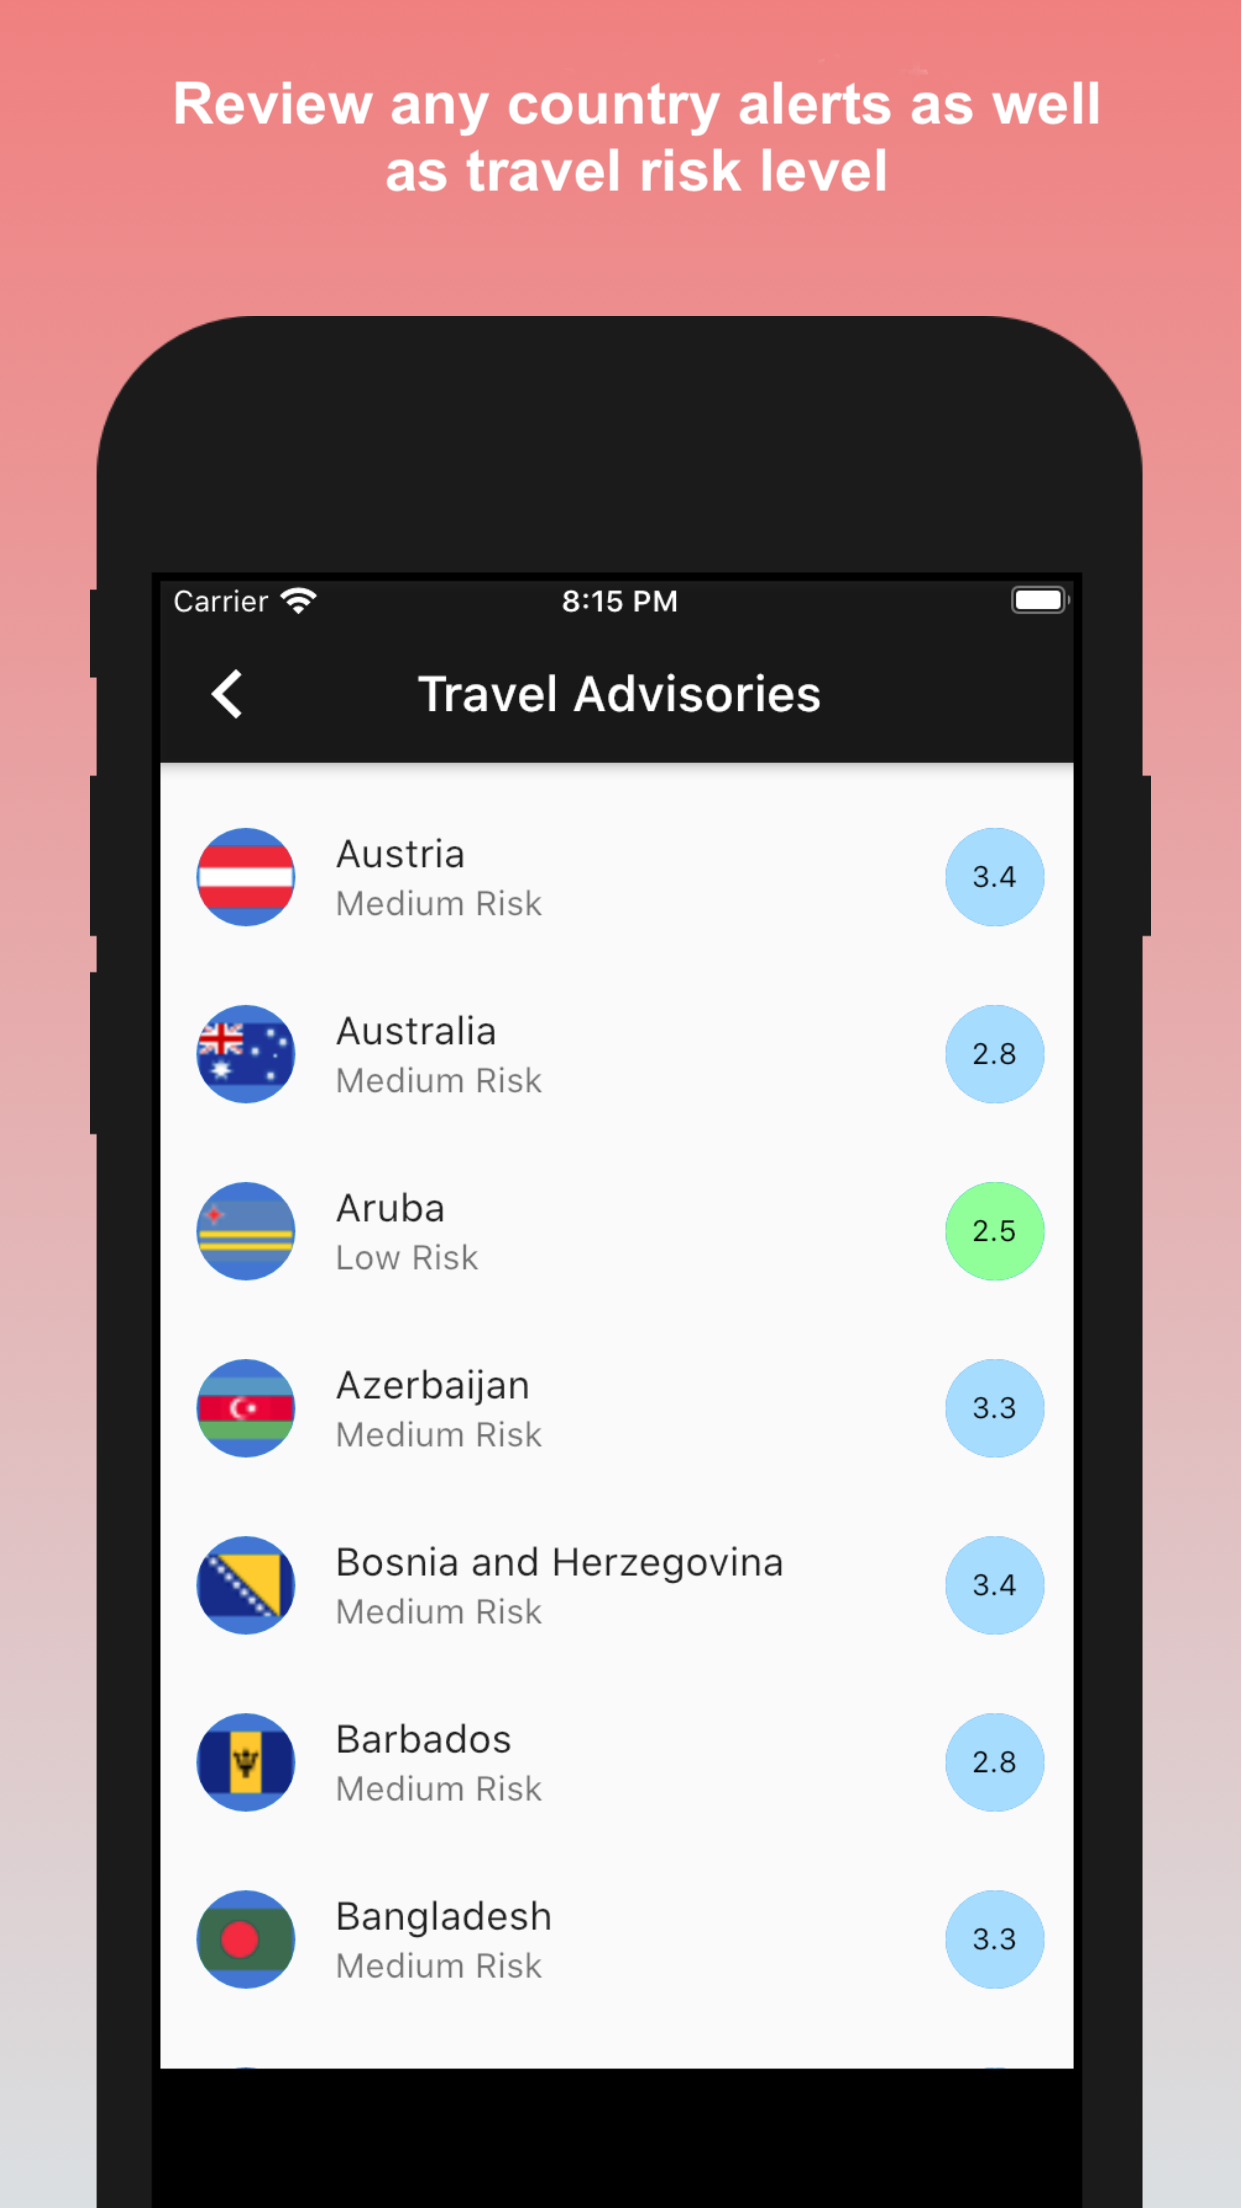 Review any country alerts as well
as travel risk level
Carrier 8:15 PM
Travel Advisories
Austria
Medium Risk
3.4
Australia
Medium Risk
2.8
Aruba
Low Risk
2.5
Azerbaijan
Medium Risk
3.3
Bosnia and Herzegovina
Medium Risk
3.4
Barbados
Medium Risk
2.8
Bangladesh
Medium Risk
3.3